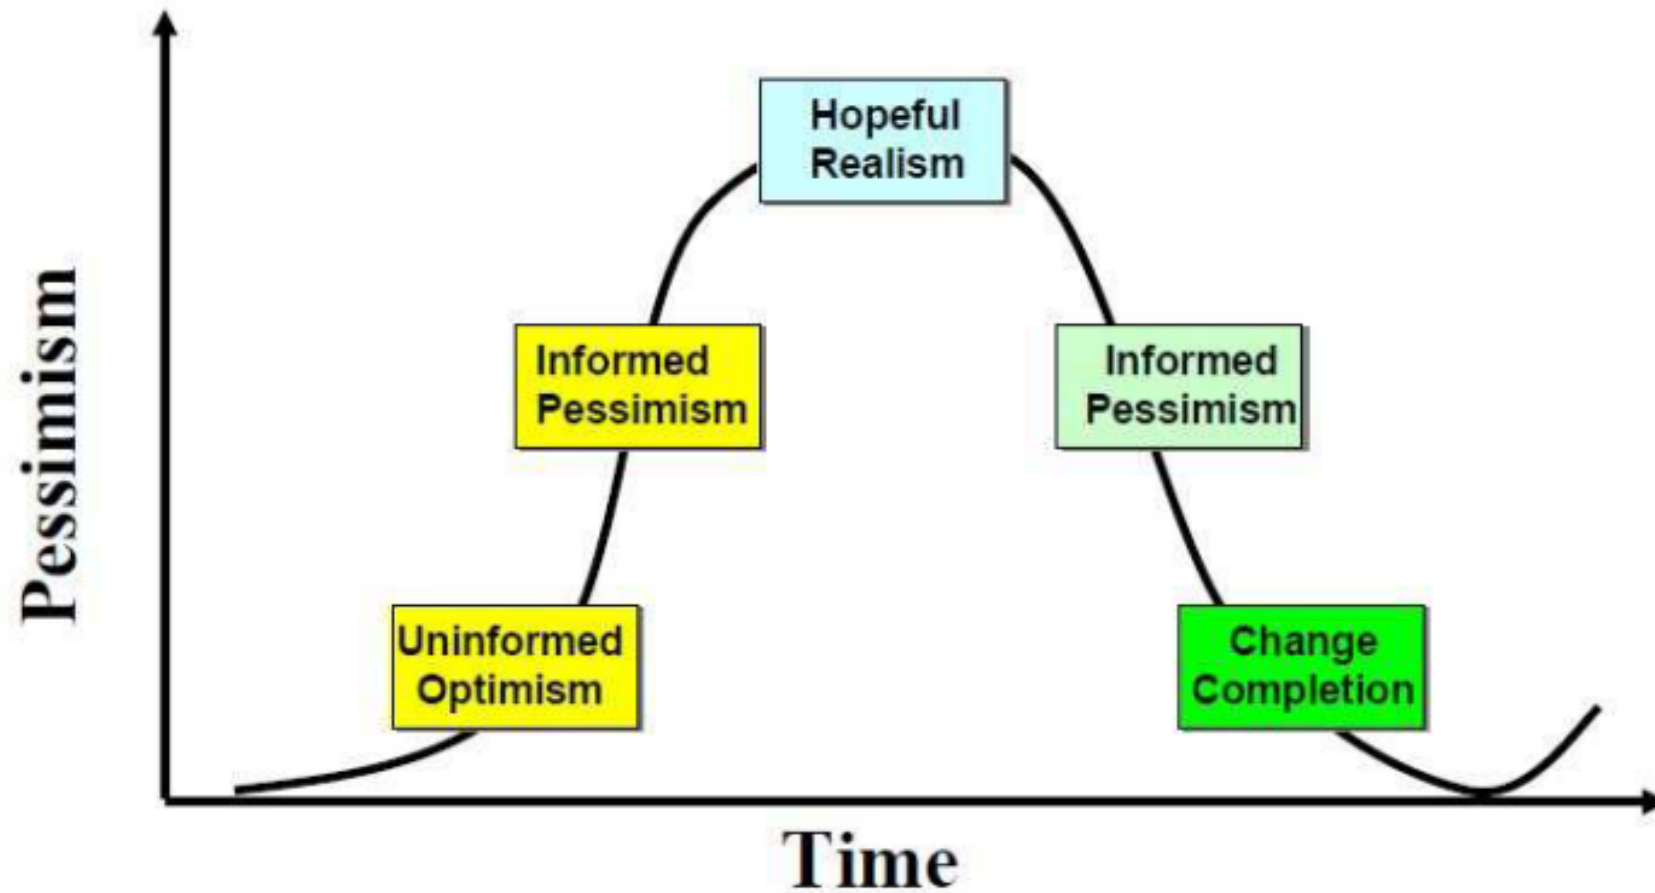 Hopeful
Realism
Informed
Pessimism
Informed
Pessimism
Uninformed
Optimism
Change
Completion
Pessimism
Time